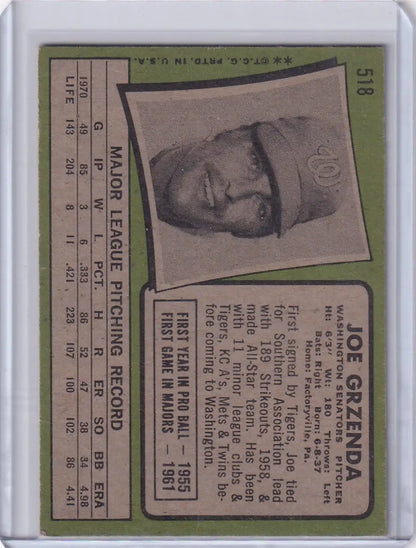 518
JOE GRZENDA
WASHINGTON SENATORS PITCHER
Ht: 6'3" Wt: 180 Throws: Left
Bats: Right Born: 6-8-37
Home: Factoryville, Pa.
First signed by Tigers, Joe tied
for Southern Association lead
with 189 Strikeouts, 1958, &
made All-Star team. Has been
with 11 minor league clubs &
Tigers, KC A's, Mets & Twins be-
fore coming to Washington.
FIRST YEAR IN PRO BALL — 1955
FIRST GAME IN MAJORS — 1961
W
**©T.C.G. PRTD. IN U.S.A.
MAJOR LEAGUE PITCHING RECORD
G IP W L PCT. H R ER SO BB ERA
1970 49 85 3 6 .333 86 52 47 38 34 4.98
LIFE 143 204 8 11 .421 223 107 100 102 86 4.41